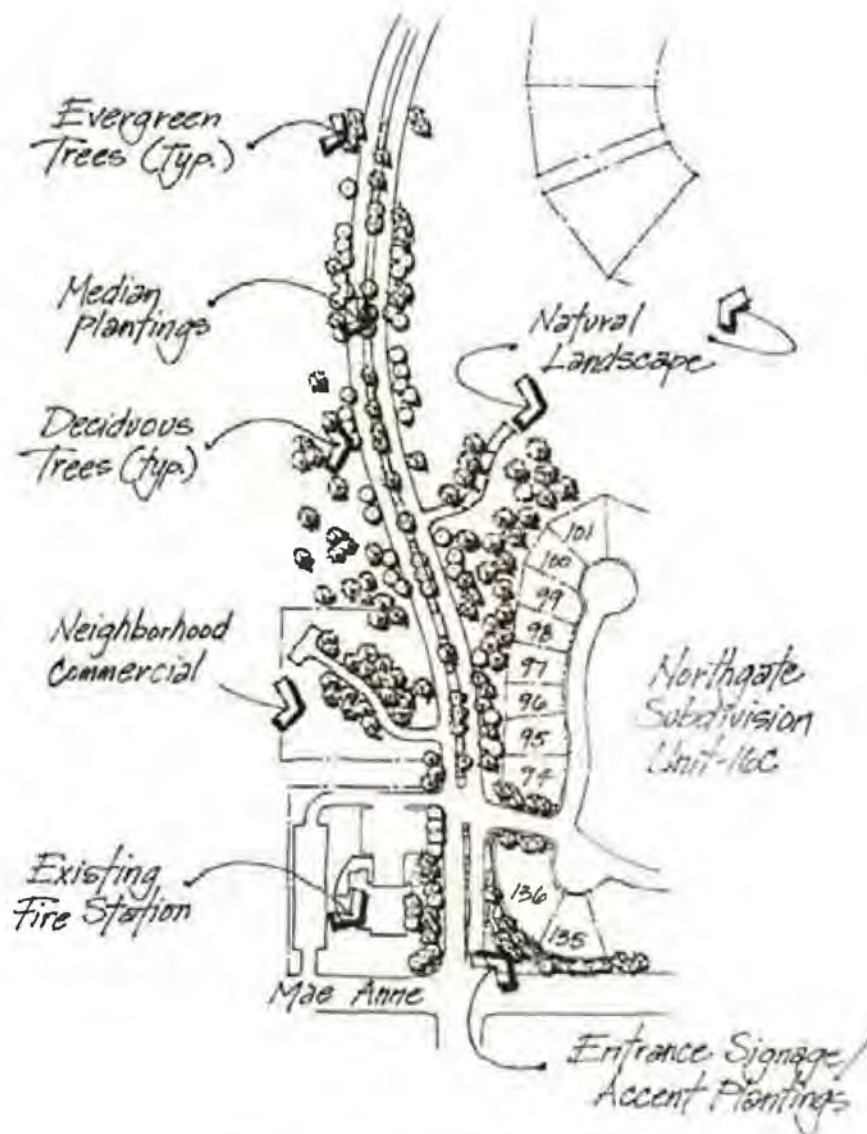 Evergreen
Trees (Typ.)
Median
Plantings
Natural
Landscape
Deciduous
Trees (Typ.)
101
100
99
98
97
96
95
94
Neighborhood
Commercial
Northgate
Subdivision
Unit-16C
Existing
Fire Station
136
135
Mae Anne
Entrance Signage/
Accent Plantings